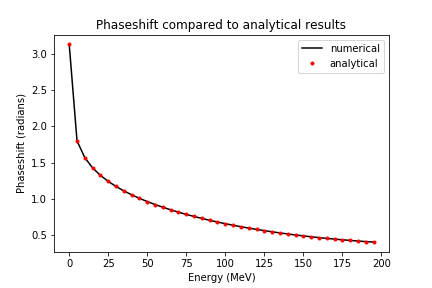 Phaseshift compared to analytical results
numerical
analytical
3.0
2.5
2.0
1.5
1.0
0.5
Phaseshift (radians)
0 25 50 75 100 125 150 175 200
Energy (MeV)